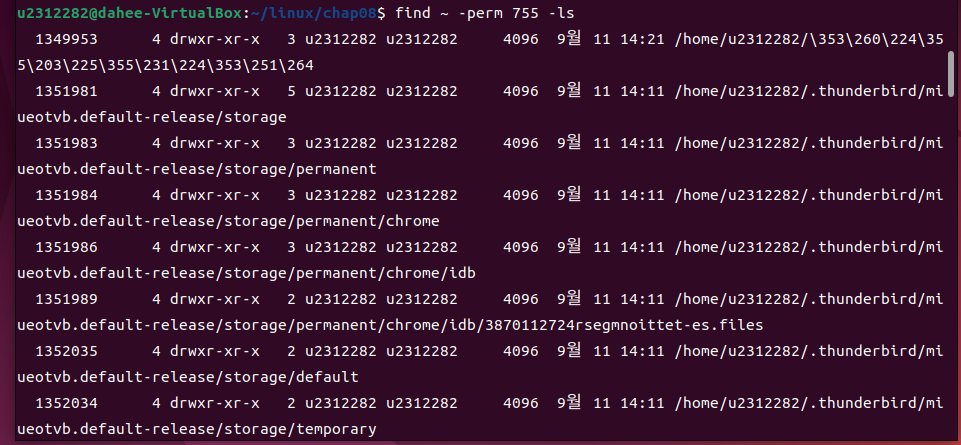 u2312282@dahee-VirtualBox:~/linux/chap08$ find ~ -perm 755 -ls
1349953 4 drwxr-xr-x 3 u2312282 u2312282 4096 9월 11 14:21 /home/u2312282/\353\260\224\35
5\203\225\355\231\224\353\251\264
1351981 4 drwxr-xr-x 5 u2312282 u2312282 4096 9월 11 14:11 /home/u2312282/.thunderbird/mi
ueotvb.default-release/storage
1351983 4 drwxr-xr-x 3 u2312282 u2312282 4096 9월 11 14:11 /home/u2312282/.thunderbird/mi
ueotvb.default-release/storage/permanent
1351984 4 drwxr-xr-x 3 u2312282 u2312282 4096 9월 11 14:11 /home/u2312282/.thunderbird/mi
ueotvb.default-release/storage/permanent/chrome
1351986 4 drwxr-xr-x 3 u2312282 u2312282 4096 9월 11 14:11 /home/u2312282/.thunderbird/mi
ueotvb.default-release/storage/permanent/chrome/idb
1351989 4 drwxr-xr-x 2 u2312282 u2312282 4096 9월 11 14:11 /home/u2312282/.thunderbird/mi
ueotvb.default-release/storage/permanent/chrome/idb/3870112724rsegmnoittet-es.files
1352035 4 drwxr-xr-x 2 u2312282 u2312282 4096 9월 11 14:11 /home/u2312282/.thunderbird/mi
ueotvb.default-release/storage/default
1352034 4 drwxr-xr-x 2 u2312282 u2312282 4096 9월 11 14:11 /home/u2312282/.thunderbird/mi
ueotvb.default-release/storage/temporary